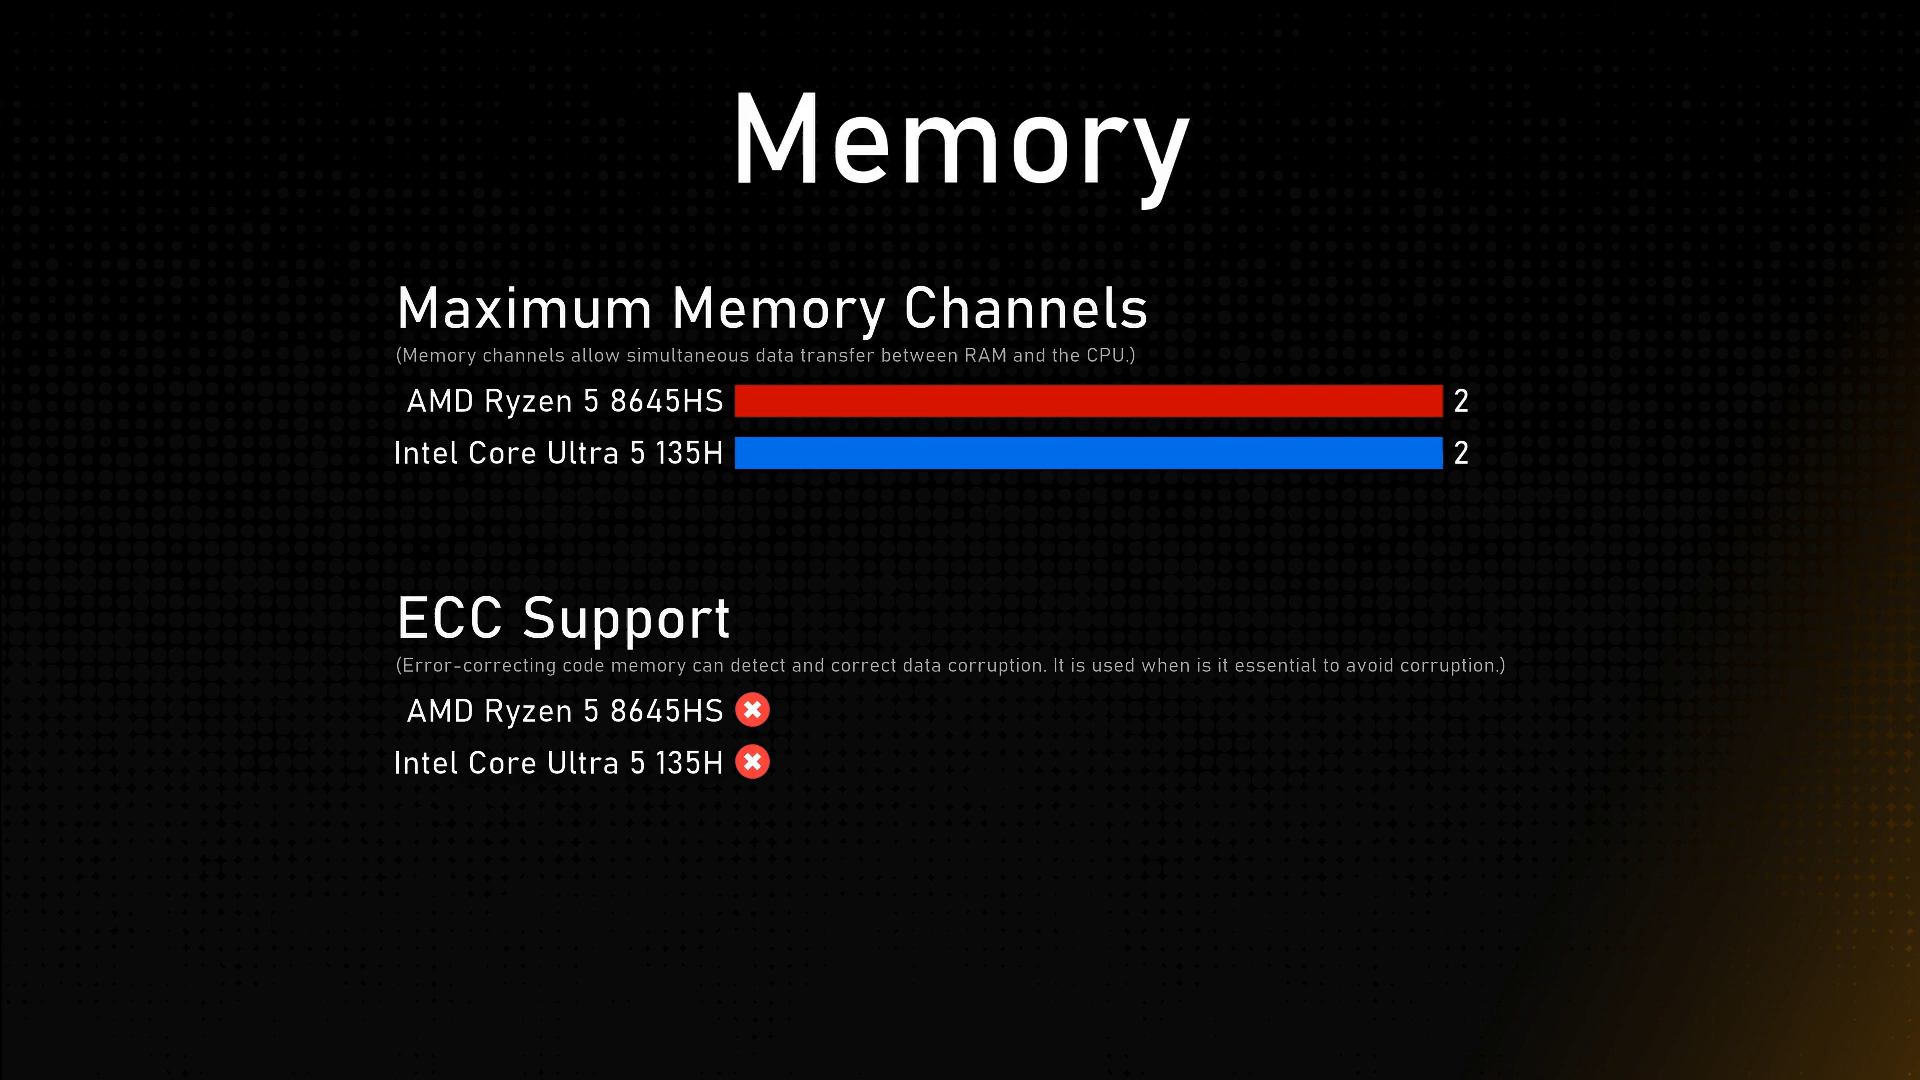 Memory
Maximum Memory Channels
(Memory channels allow simultaneous data transfer between RAM and the CPU.)
AMD Ryzen 5 8645HS 2
Intel Core Ultra 5 135H 2
ECC Support
(Error-correcting code memory can detect and correct data corruption. It is used when is it essential to avoid corruption.)
AMD Ryzen 5 8645HS
Intel Core Ultra 5 135H